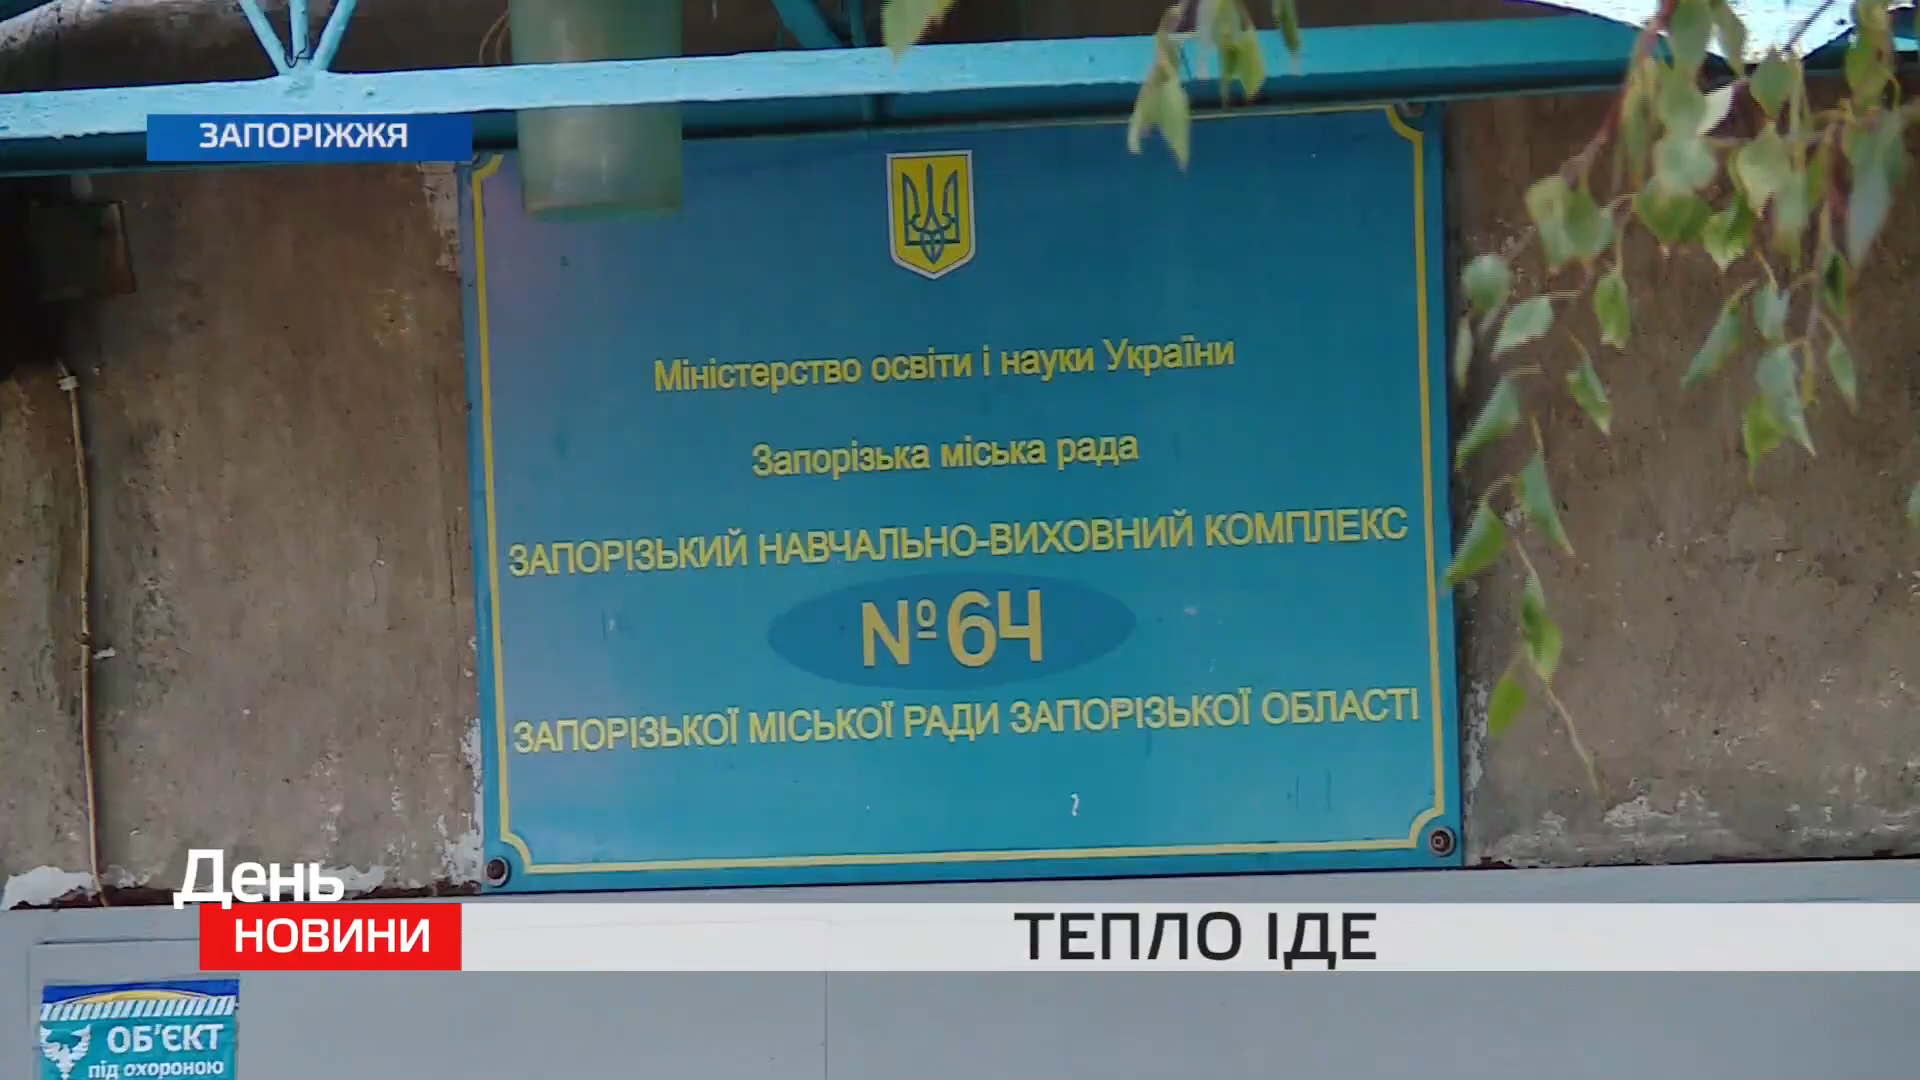 ЗАПОРІЖЖЯ
Міністерство освіти і науки України
Запорізька міська рада
ЗАПОРІЗЬКИЙ НАВЧАЛЬНО-ВИХОВНИЙ КОМПЛЕКС
№64
ЗАПОРІЗЬКОЇ МІСЬКОЇ РАДИ ЗАПОРІЗЬКОЇ ОБЛАСТІ
День
НОВИНИ
ТЕПЛО ІДЕ
ОБ'ЄКТ
під охороною